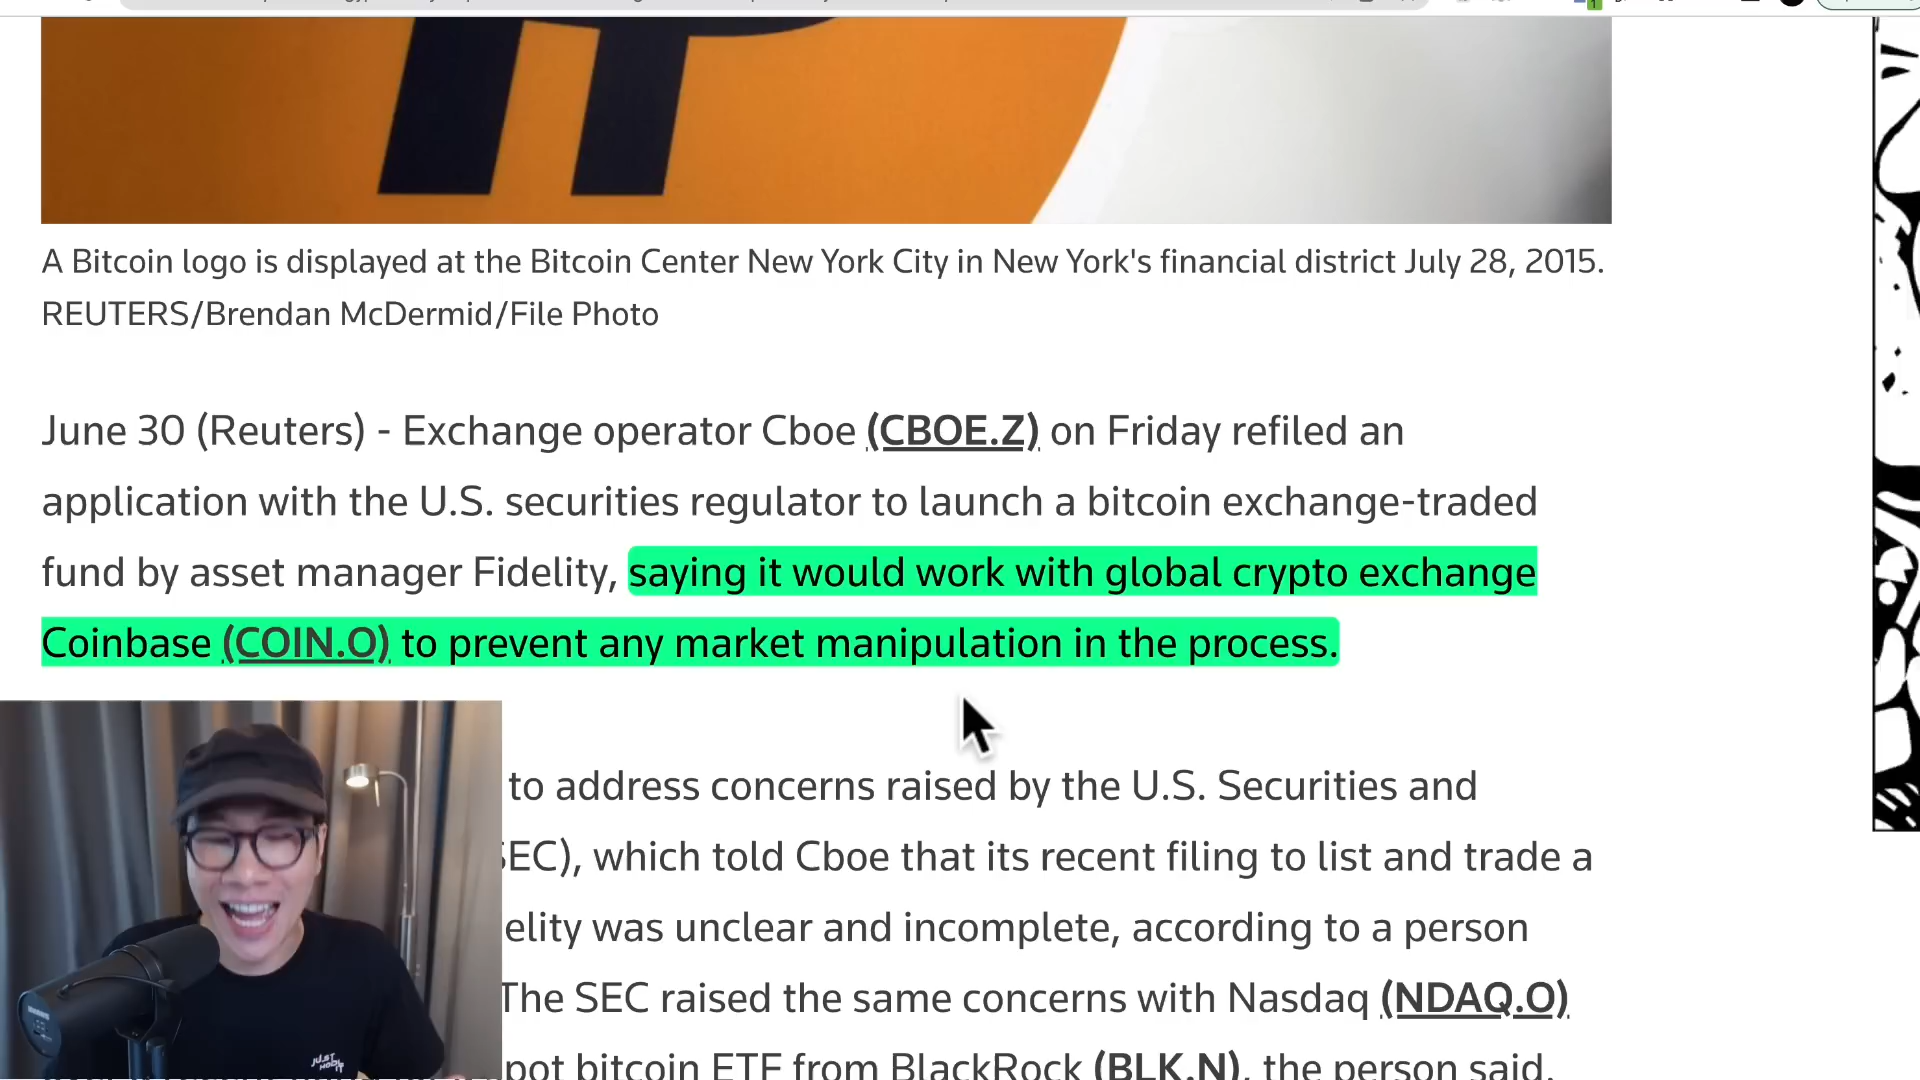 A Bitcoin logo is displayed at the Bitcoin Center New York City in New York's financial district July 28, 2015.
REUTERS/Brendan McDermid/File Photo
June 30 (Reuters) - Exchange operator Cboe (CBOE.Z) on Friday refiled an
application with the U.S. securities regulator to launch a bitcoin exchange-traded
fund by asset manager Fidelity, saying it would work with global crypto exchange
Coinbase (COIN.O) to prevent any market manipulation in the process.
to address concerns raised by the U.S. Securities and
SEC), which told Cboe that its recent filing to list and trade a
elity was unclear and incomplete, according to a person
The SEC raised the same concerns with Nasdaq (NDAQ.O)
spot bitcoin ETF from BlackRock (BLK.N), the person said.
JUST
HODL
IT